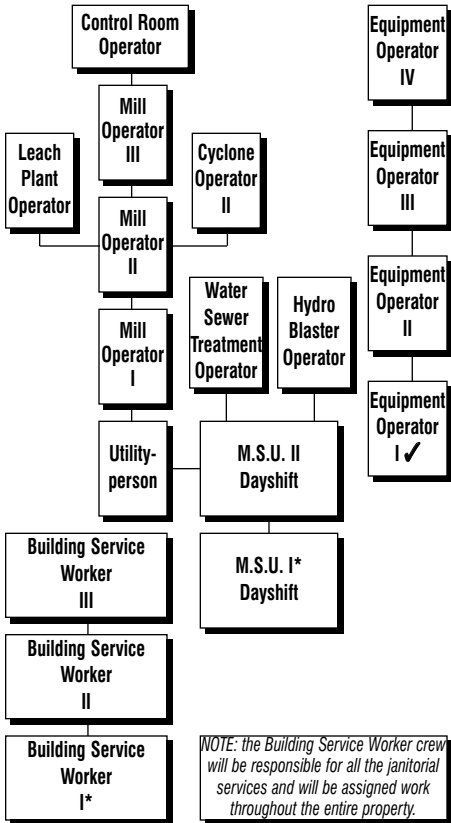 Control Room
Operator
Mill
Operator
III
Leach
Plant
Operator
Cyclone
Operator
II
Mill
Operator
II
Mill
Operator
I
Water
Sewer
Treatment
Operator
Hydro
Blaster
Operator
Utility-
person
M.S.U. II
Dayshift
M.S.U. I*
Dayshift
Equipment
Operator
IV
Equipment
Operator
III
Equipment
Operator
II
Equipment
Operator
I ✓
Building Service
Worker
III
Building Service
Worker
II
Building Service
Worker
I*
NOTE: the Building Service Worker crew
will be responsible for all the janitorial
services and will be assigned work
throughout the entire property.